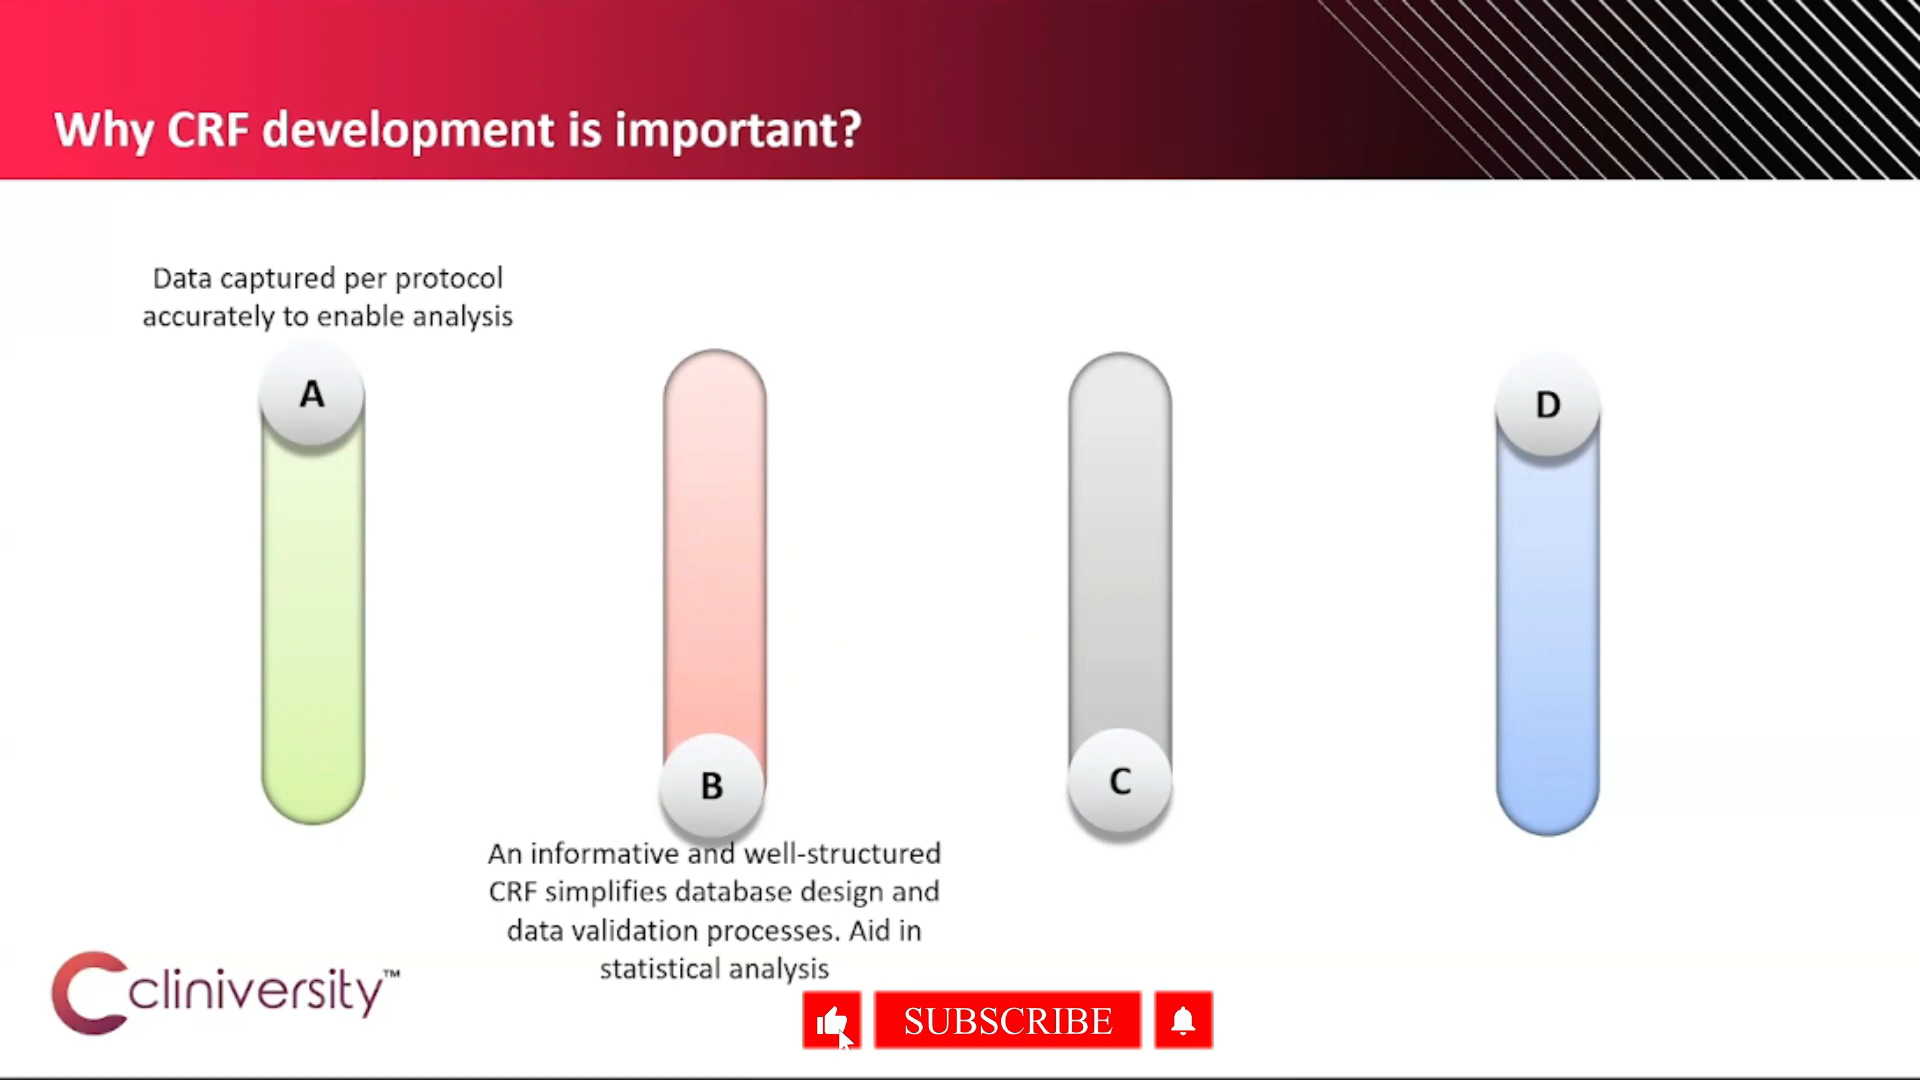 Why CRF development is important?
Data captured per protocol
accurately to enable analysis
A
B
C
D
An informative and well-structured
CRF simplifies database design and
data validation processes. Aid in
statistical analysis
cliniversity™
SUBSCRIBE